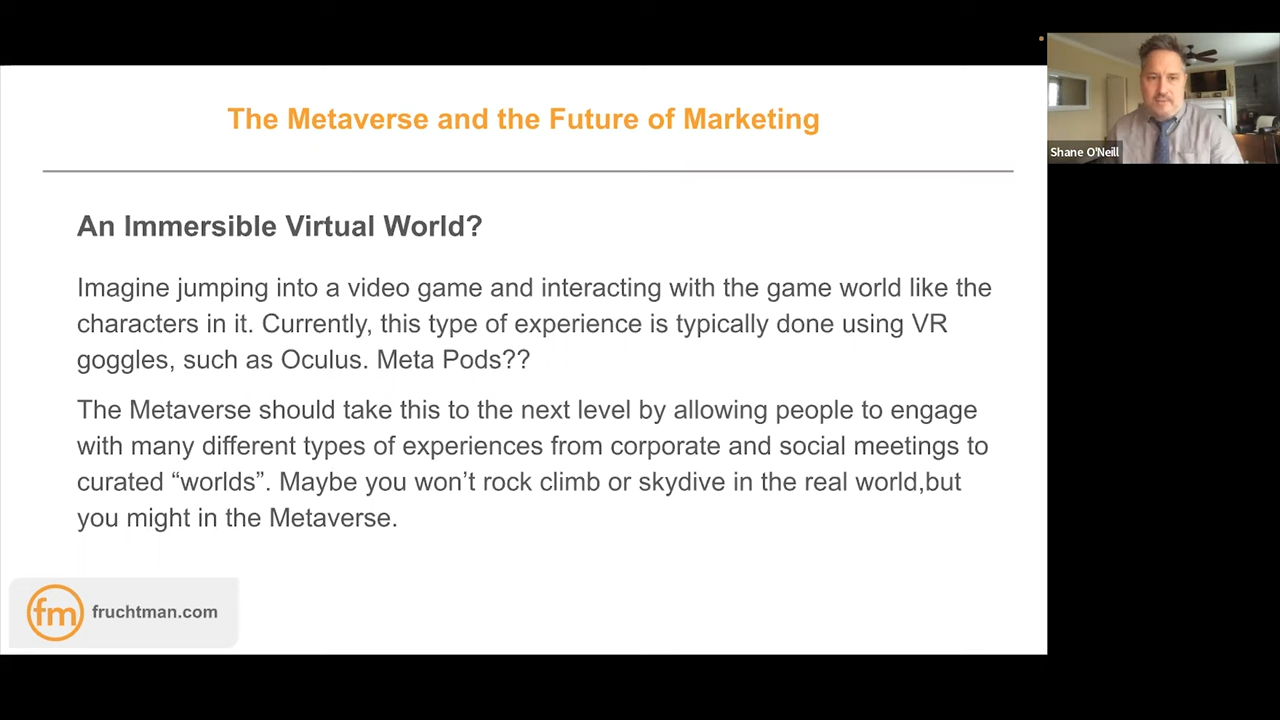 The Metaverse and the Future of Marketing
Shane O'Neill
An Immersible Virtual World?
Imagine jumping into a video game and interacting with the game world like the
characters in it. Currently, this type of experience is typically done using VR
goggles, such as Oculus. Meta Pods??
The Metaverse should take this to the next level by allowing people to engage
with many different types of experiences from corporate and social meetings to
curated “worlds”. Maybe you won’t rock climb or skydive in the real world,but
you might in the Metaverse.
fm fruchtman.com